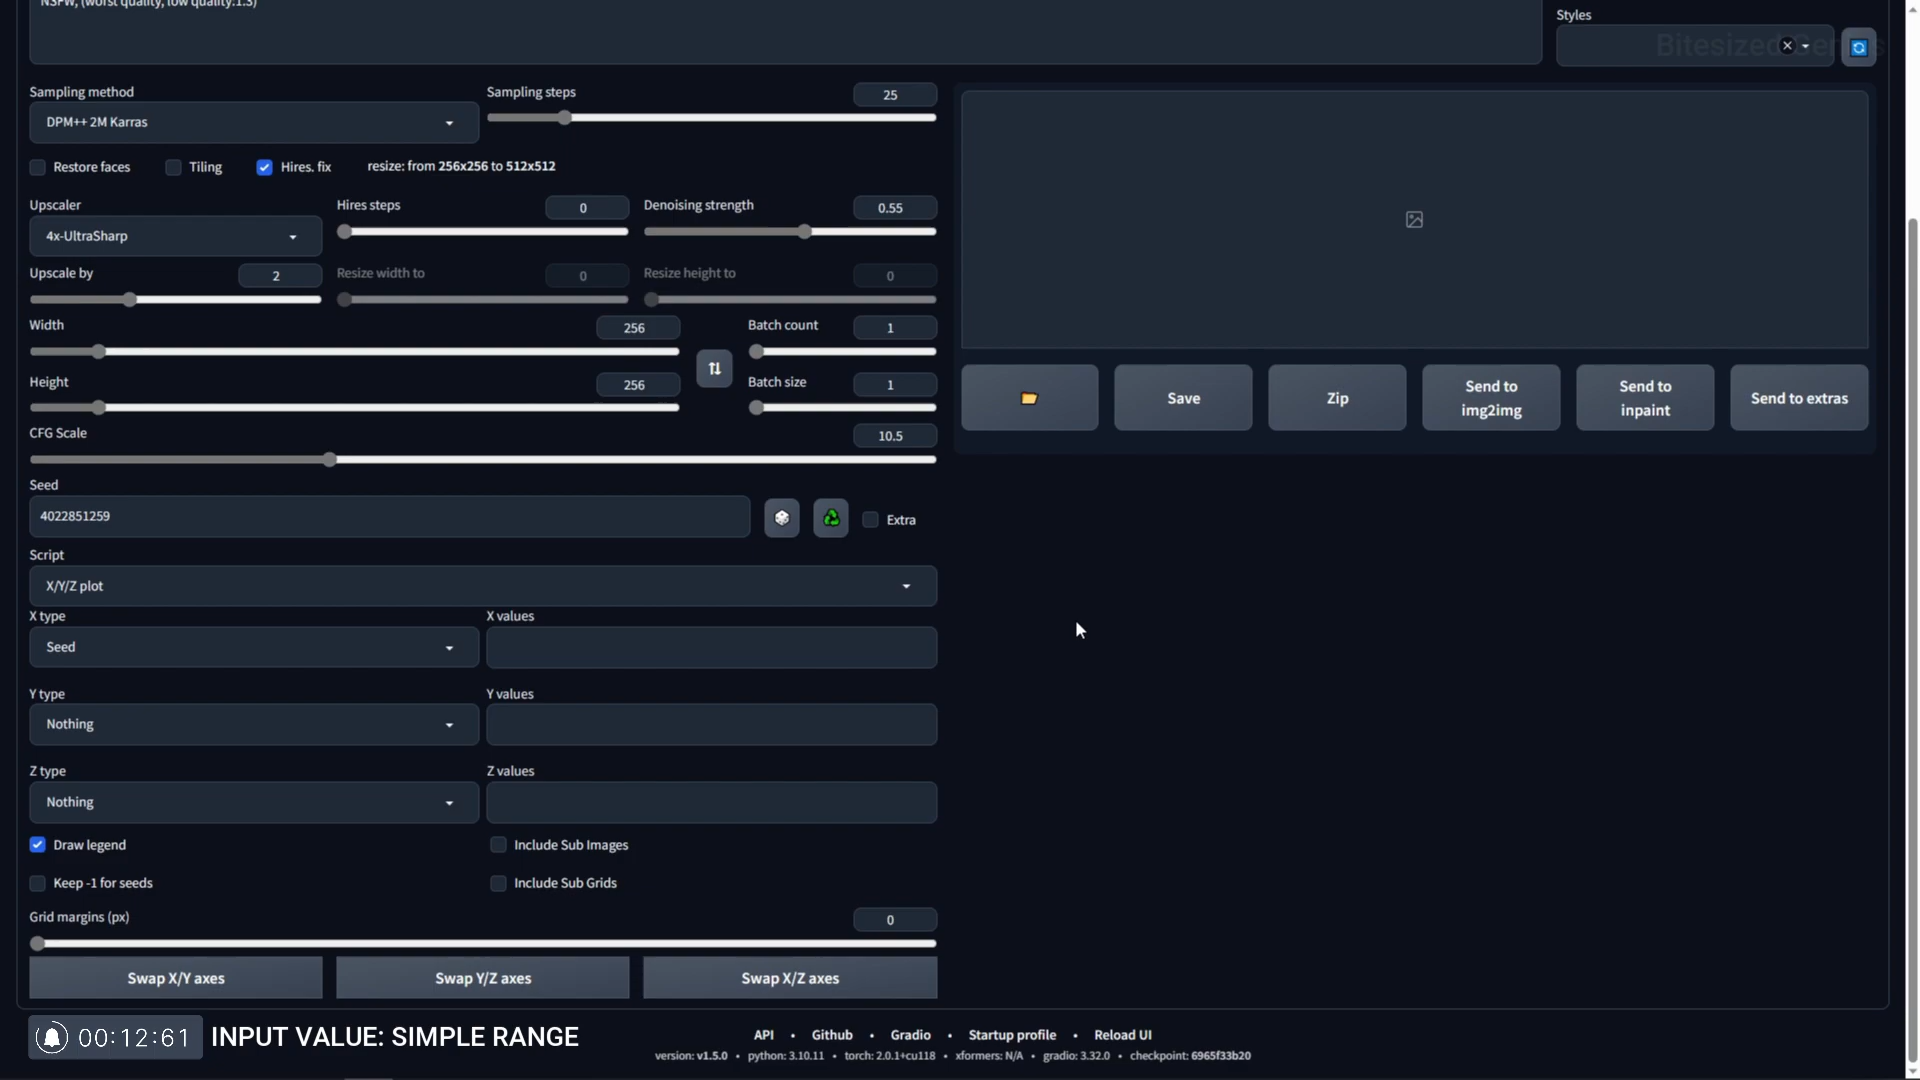 NSFW, (worst quality, low quality:1.3)
Styles
Bitesized Genius
Sampling method
Sampling steps
25
DPM++ 2M Karras
Restore faces
Tiling
Hires. fix
resize: from 256x256 to 512x512
Upscaler
Hires steps
0
Denoising strength
0.55
4x-UltraSharp
Upscale by
2
Resize width to
0
Resize height to
0
Width
256
Batch count
1
Height
256
Batch size
1
Save
Zip
Send to
img2img
Send to
inpaint
Send to extras
CFG Scale
10.5
Seed
4022851259
Extra
Script
X/Y/Z plot
X type
X values
Seed
Y type
Y values
Nothing
Z type
Z values
Nothing
Draw legend
Include Sub Images
Keep -1 for seeds
Include Sub Grids
Grid margins (px)
0
Swap X/Y axes
Swap Y/Z axes
Swap X/Z axes
00:12:61
INPUT VALUE: SIMPLE RANGE
API • Github • Gradio • Startup profile • Reload UI
version: v1.5.0 • python: 3.10.11 • torch: 2.0.1+cu118 • xformers: N/A • gradio: 3.32.0 • checkpoint: 6965f33b20